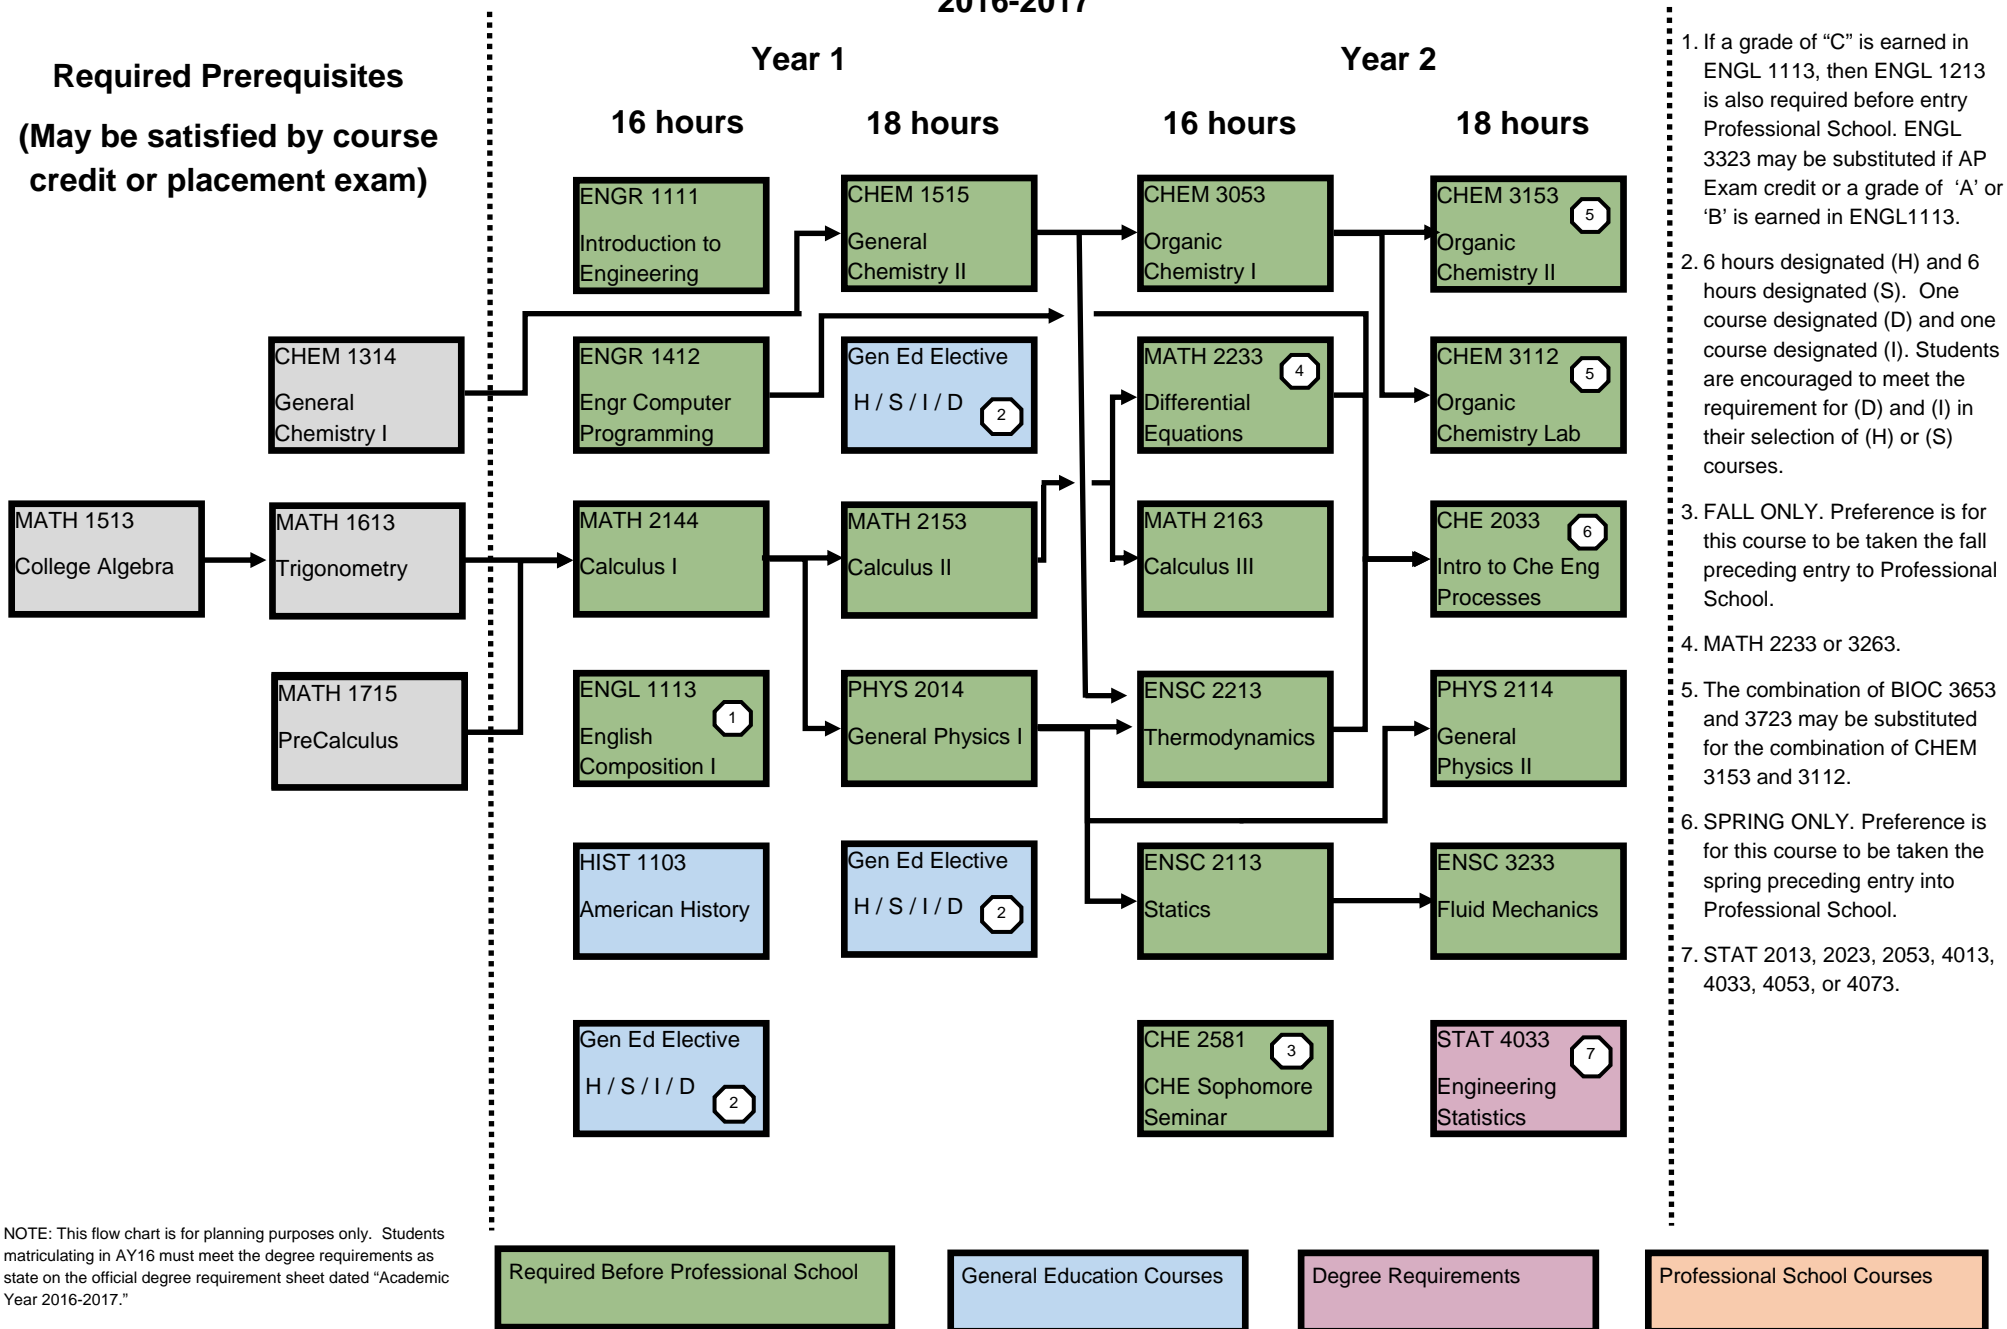 2016-2017
Required Prerequisites
(May be satisfied by course
credit or placement exam)
Year 1
Year 2
16 hours
18 hours
16 hours
18 hours
CHEM 1314
General
Chemistry I
MATH 1513
College Algebra
MATH 1613
Trigonometry
MATH 1715
PreCalculus
ENGR 1111
Introduction to
Engineering
ENGR 1412
Engr Computer
Programming
MATH 2144
Calculus I
ENGL 1113
1
English
Composition I
HIST 1103
American History
Gen Ed Elective
H / S / I / D
2
CHEM 1515
General
Chemistry II
Gen Ed Elective
H / S / I / D
2
MATH 2153
Calculus II
PHYS 2014
General Physics I
Gen Ed Elective
H / S / I / D
2
CHEM 3053
Organic
Chemistry I
MATH 2233
4
Differential
Equations
MATH 2163
Calculus III
ENSC 2213
Thermodynamics
ENSC 2113
Statics
CHE 2581
3
CHE Sophomore
Seminar
CHEM 3153
5
Organic
Chemistry II
CHEM 3112
5
Organic
Chemistry Lab
CHE 2033
6
Intro to Che Eng
Processes
PHYS 2114
General
Physics II
ENSC 3233
Fluid Mechanics
STAT 4033
7
Engineering
Statistics
1. If a grade of “C” is earned in
ENGL 1113, then ENGL 1213
is also required before entry
Professional School. ENGL
3323 may be substituted if AP
Exam credit or a grade of ‘A’ or
‘B’ is earned in ENGL1113.
2. 6 hours designated (H) and 6
hours designated (S). One
course designated (D) and one
course designated (I). Students
are encouraged to meet the
requirement for (D) and (I) in
their selection of (H) or (S)
courses.
3. FALL ONLY. Preference is for
this course to be taken the fall
preceding entry to Professional
School.
4. MATH 2233 or 3263.
5. The combination of BIOC 3653
and 3723 may be substituted
for the combination of CHEM
3153 and 3112.
6. SPRING ONLY. Preference is
for this course to be taken the
spring preceding entry into
Professional School.
7. STAT 2013, 2023, 2053, 4013,
4033, 4053, or 4073.
NOTE: This flow chart is for planning purposes only. Students
matriculating in AY16 must meet the degree requirements as
state on the official degree requirement sheet dated “Academic
Year 2016-2017.”
Required Before Professional School
General Education Courses
Degree Requirements
Professional School Courses